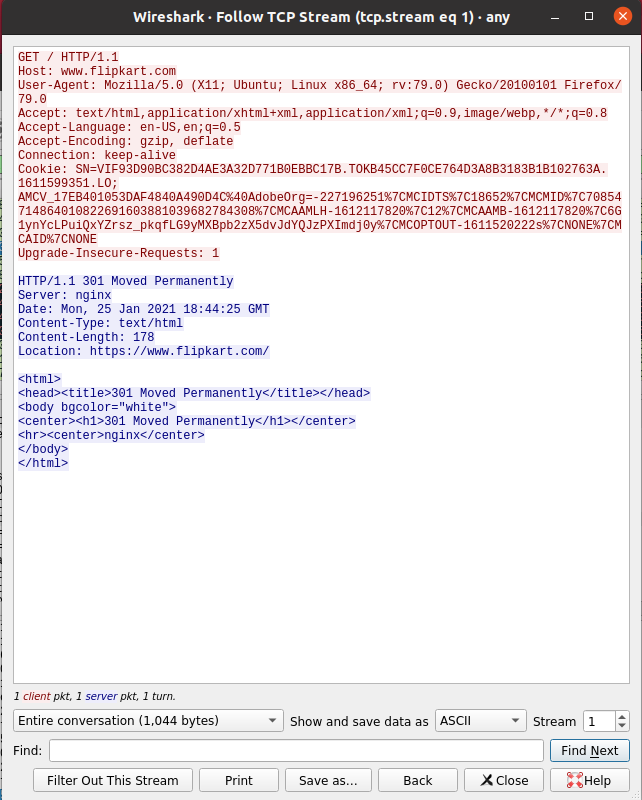 Wireshark · Follow TCP Stream (tcp.stream eq 1) · any
GET / HTTP/1.1
Host: www.flipkart.com
User-Agent: Mozilla/5.0 (X11; Ubuntu; Linux x86_64; rv:79.0) Gecko/20100101 Firefox/
79.0
Accept: text/html,application/xhtml+xml,application/xml;q=0.9,image/webp,*/*;q=0.8
Accept-Language: en-US,en;q=0.5
Accept-Encoding: gzip, deflate
Connection: keep-alive
Cookie: SN=VIF93D90BC382D4AE3A32D771B0EBBC17B.TOKB45CC7F0CE764D3A8B3183B1B102763A.
1611599351.LO;
AMCV_17EB401053DAF4840A490D4C%40AdobeOrg=-227196251%7CMCIDTS%7C18652%7CMCMID%7C70854
714864010822691603881039682784308%7CMCAAMLH-1612117820%7C12%7CMCAAMB-1612117820%7C6G
1ynYcLPuiQxYZrsz_pkqfLG9yMXBpb2zX5dvJdYQJzPXImdj0y%7CMCOPTOUT-1611520222s%7CNONE%7CM
CAID%7CNONE
Upgrade-Insecure-Requests: 1
HTTP/1.1 301 Moved Permanently
Server: nginx
Date: Mon, 25 Jan 2021 18:44:25 GMT
Content-Type: text/html
Content-Length: 178
Location: https://www.flipkart.com/
<html>
<head><title>301 Moved Permanently</title></head>
<body bgcolor="white">
<center><h1>301 Moved Permanently</h1></center>
<hr><center>nginx</center>
</body>
</html>
1 client pkt, 1 server pkt, 1 turn.
Entire conversation (1,044 bytes) Show and save data as ASCII Stream 1
Find: Find Next
Filter Out This Stream Print Save as… Back Close Help